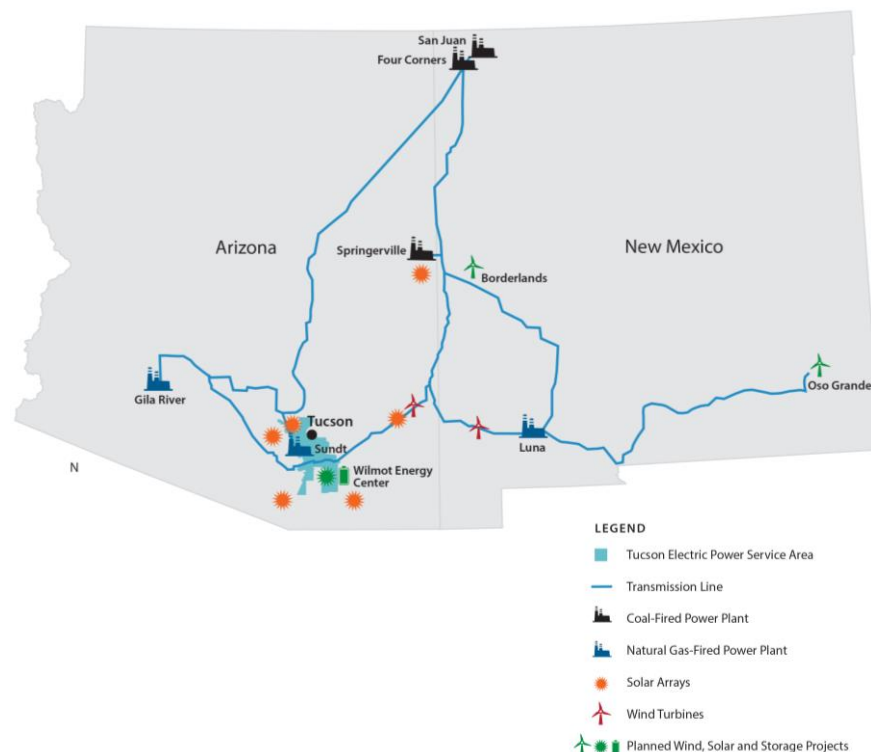 San Juan
Four Corners
Arizona
New Mexico
Springerville
Borderlands
Gila River
Oso Grande
Tucson
Sundt
Luna
N
Wilmot Energy
Center
LEGEND
Tucson Electric Power Service Area
Transmission Line
Coal-Fired Power Plant
Natural Gas-Fired Power Plant
Solar Arrays
Wind Turbines
Planned Wind, Solar and Storage Projects